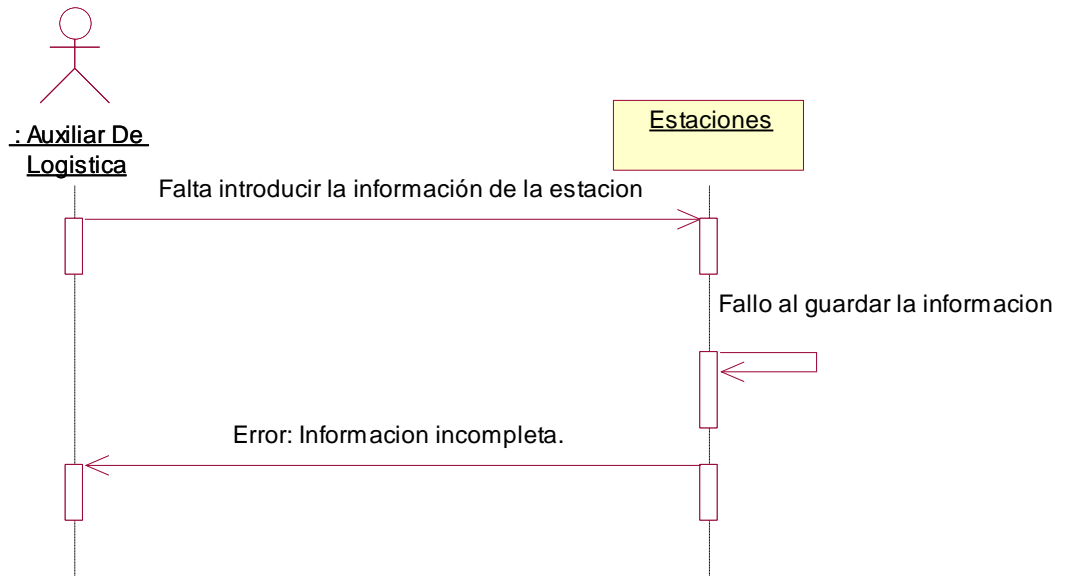 : Auxiliar De
Logistica
Estaciones
Falta introducir la información de la estacion
Fallo al guardar la informacion
Error: Informacion incompleta.